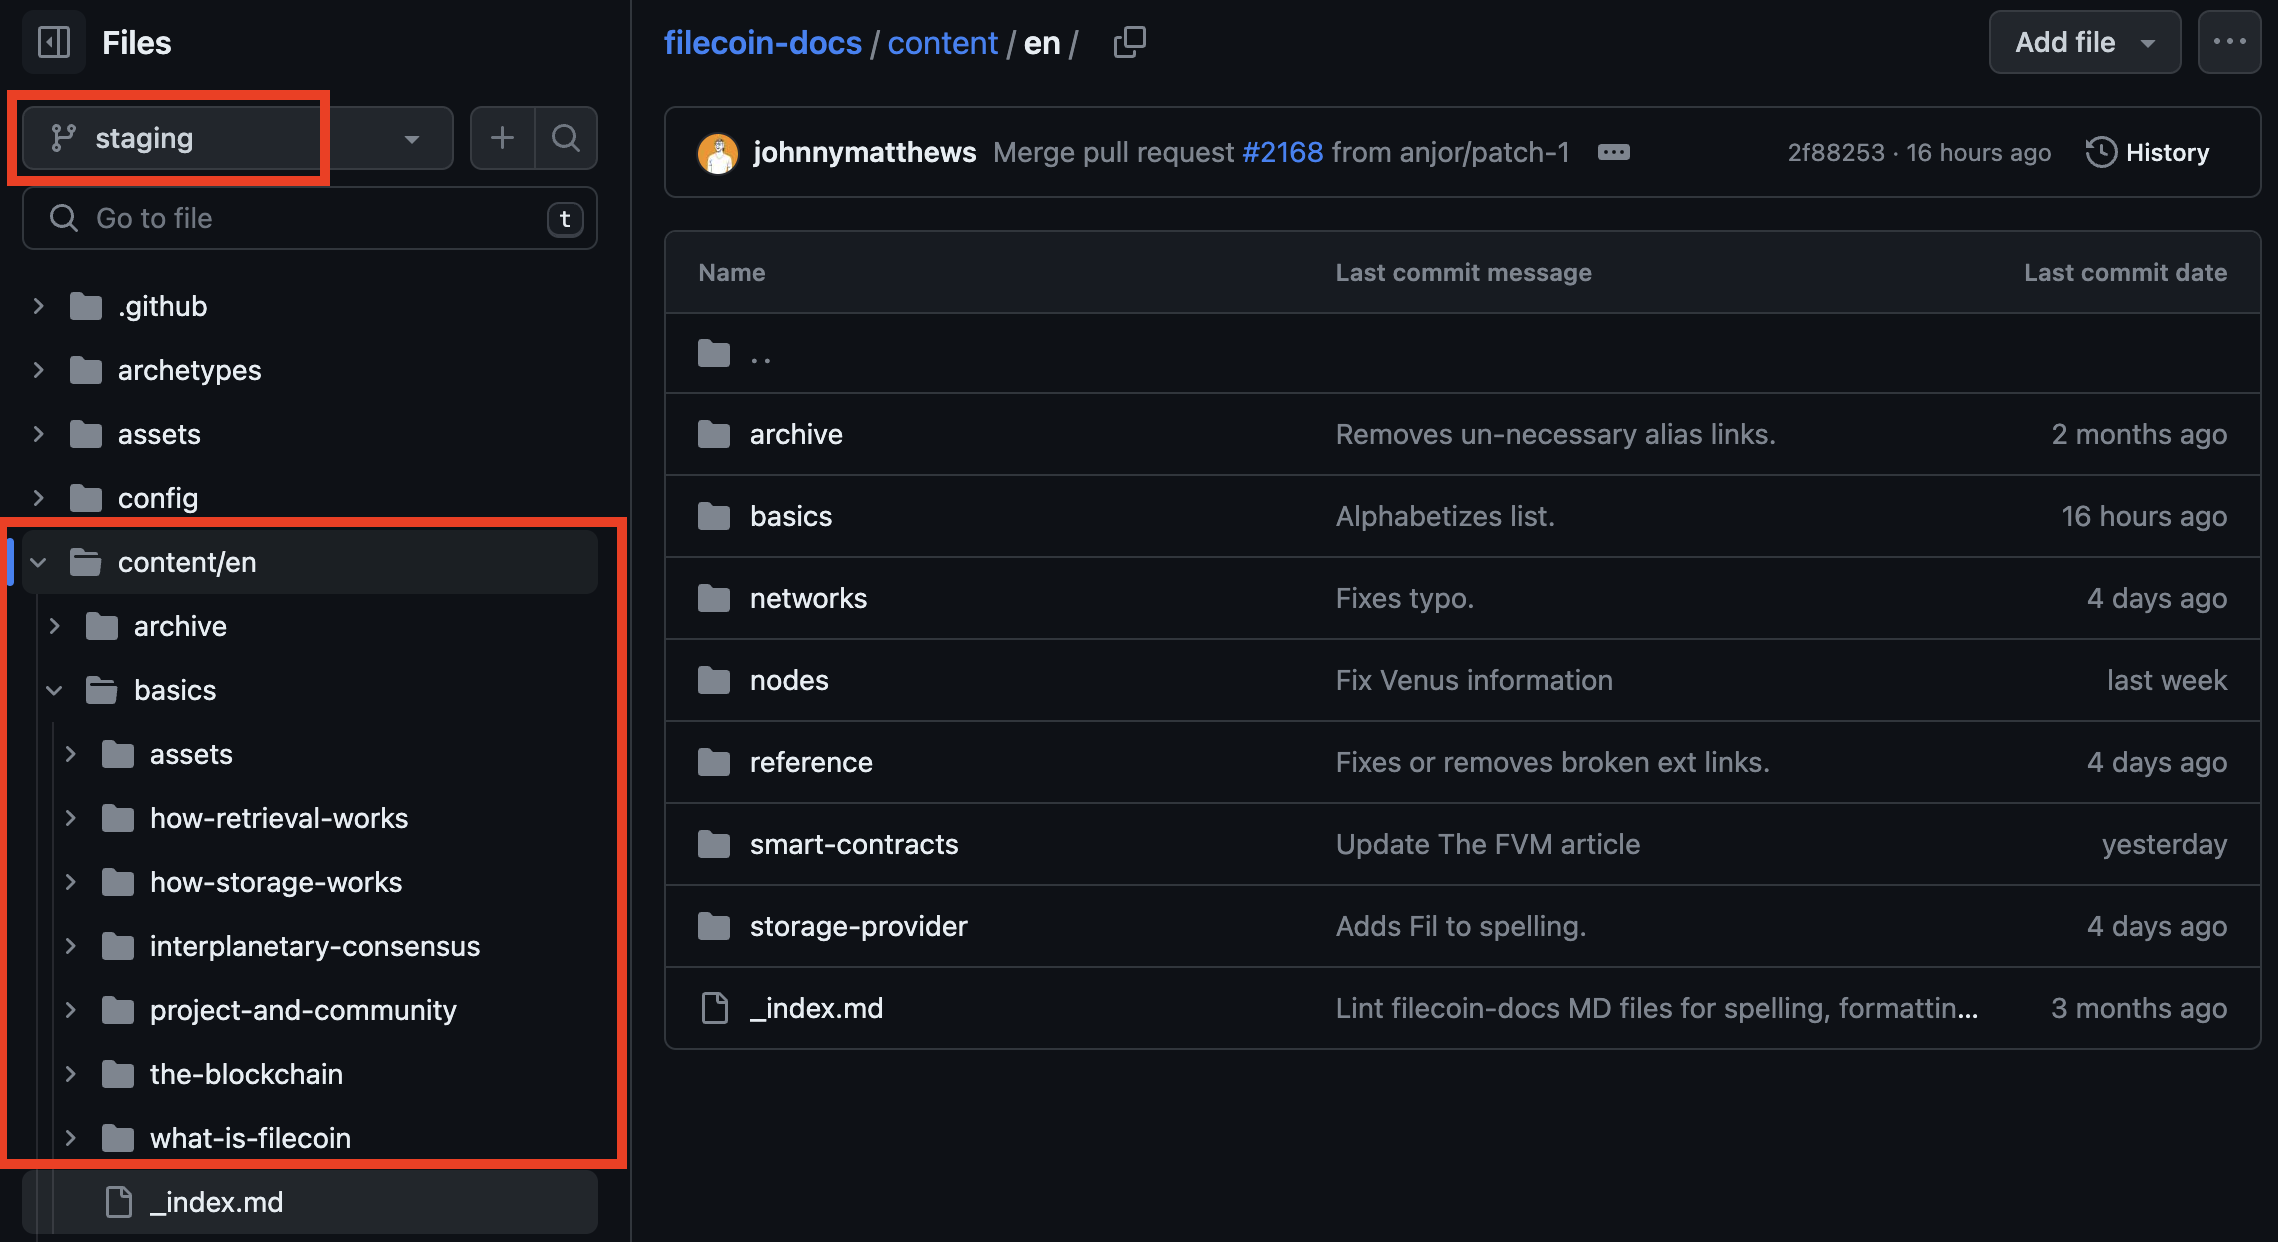 Files
staging
Go to file
t
.github
archetypes
assets
config
content/en
archive
basics
assets
how-retrieval-works
how-storage-works
interplanetary-consensus
project-and-community
the-blockchain
what-is-filecoin
_index.md
filecoin-docs / content / en /
Add file
johnnymatthews Merge pull request #2168 from anjor/patch-1 2f88253 · 16 hours ago History
Name Last commit message Last commit date
..
archive Removes un-necessary alias links. 2 months ago
basics Alphabetizes list. 16 hours ago
networks Fixes typo. 4 days ago
nodes Fix Venus information last week
reference Fixes or removes broken ext links. 4 days ago
smart-contracts Update The FVM article yesterday
storage-provider Adds Fil to spelling. 4 days ago
_index.md Lint filecoin-docs MD files for spelling, formattin... 3 months ago